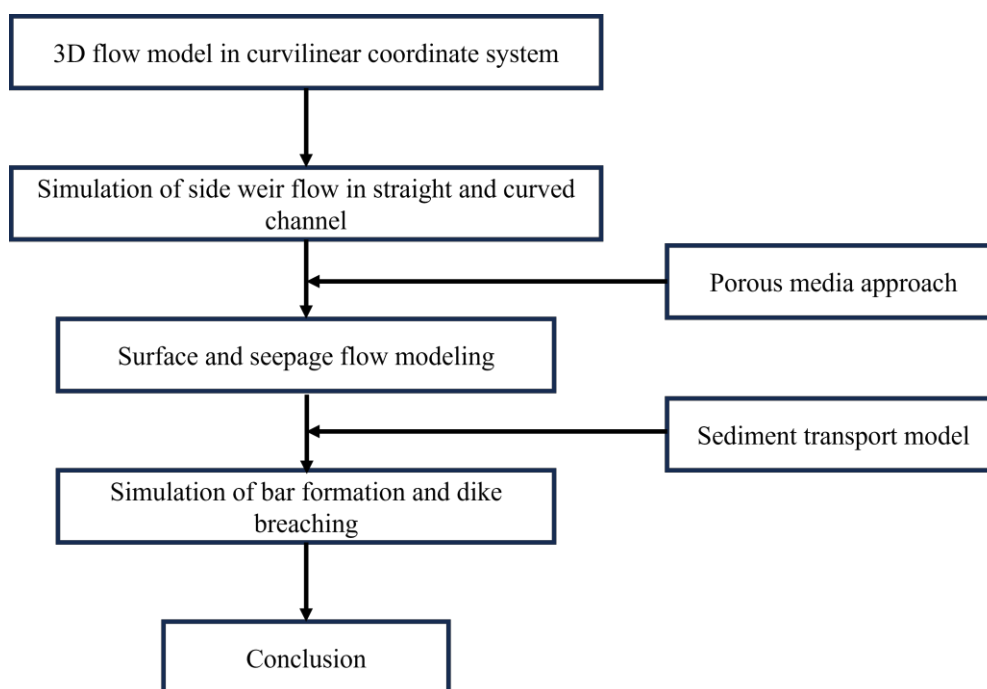 3D flow model in curvilinear coordinate system
Simulation of side weir flow in straight and curved
channel
Porous media approach
Surface and seepage flow modeling
Sediment transport model
Simulation of bar formation and dike
breaching
Conclusion